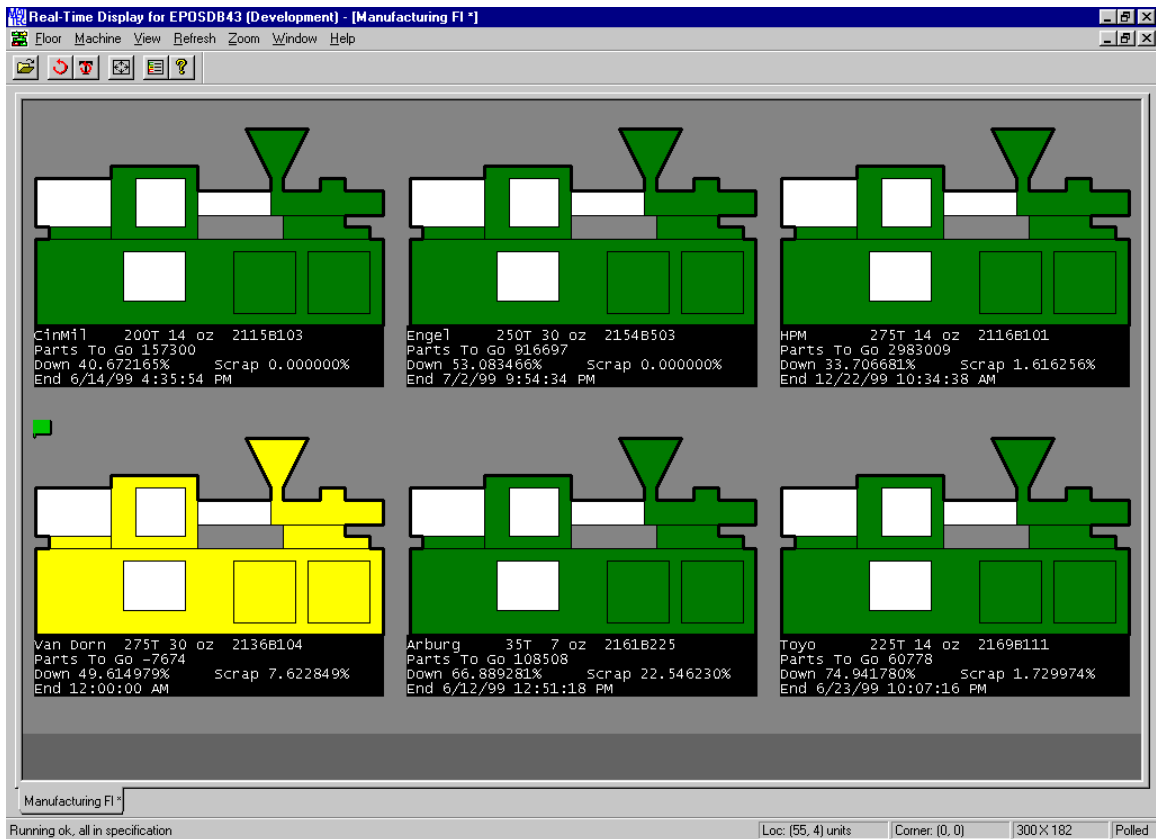 Real-Time Display for EPOSDB43 (Development) - [Manufacturing Fl *]
Floor Machine View Refresh Zoom Window Help
CinMil 200T 14 oz 2115B103
Parts To Go 157300
Down 40.672165% Scrap 0.000000%
End 6/14/99 4:35:54 PM
Engel 250T 30 oz 2154B503
Parts To Go 916697
Down 53.083466% Scrap 0.000000%
End 7/2/99 9:54:34 PM
HPM 275T 14 oz 2116B101
Parts To Go 2983009
Down 33.706681% Scrap 1.616256%
End 12/22/99 10:34:38 AM
Van Dorn 275T 30 oz 2136B104
Parts To Go -7674
Down 49.614979% Scrap 7.622849%
End 12:00:00 AM
Arburg 35T 7 oz 2161B225
Parts To Go 108508
Down 66.889281% Scrap 22.546230%
End 6/12/99 12:51:18 PM
Toyo 225T 14 oz 2169B111
Parts To Go 60778
Down 74.941780% Scrap 1.729974%
End 6/23/99 10:07:16 PM
Manufacturing Fl *
Running ok, all in specification Loc: (55, 4) units Corner: (0, 0) 300 X 182 Polled